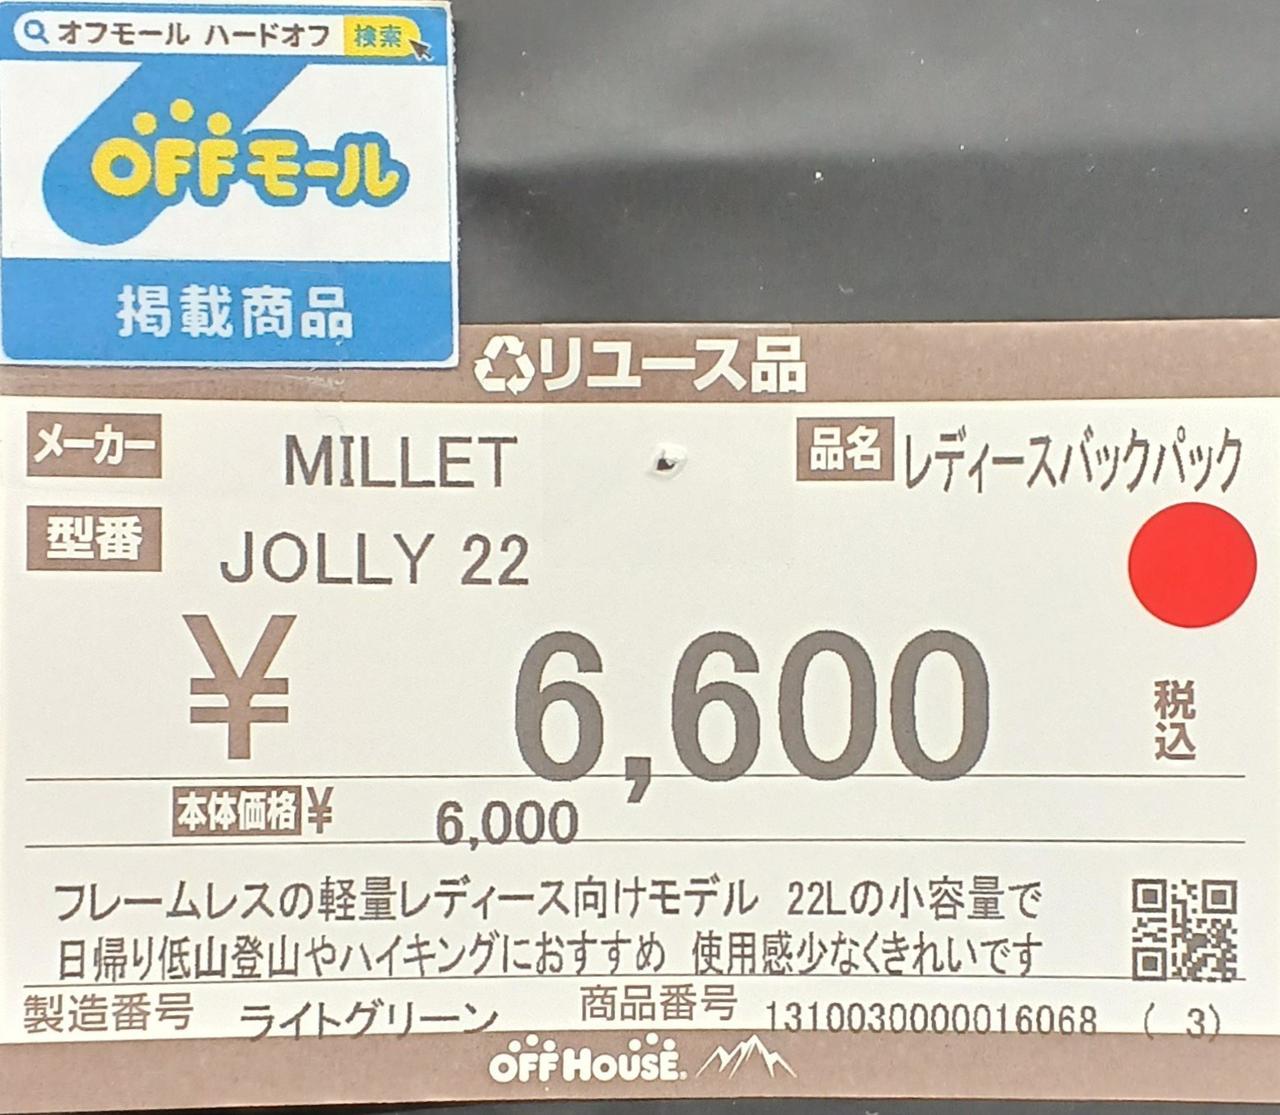 オフモール ハードオフ 検索
OFFモール
掲載商品
リユース品
メーカー MILLET 品名 レディースバックパック
型番 JOLLY 22
¥ 6,600 税込
本体価格 ¥ 6,000
フレームレスの軽量レディース向けモデル 22Lの小容量で
日帰り低山登山やハイキングにおすすめ 使用感少なくきれいです
製造番号 ライトグリーン 商品番号 1310030000016068 ( 3)
OFF HOUSE.